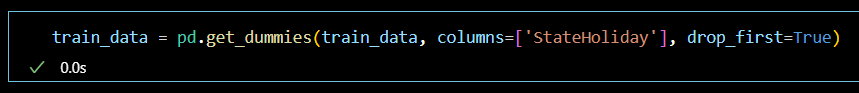 train_data = pd.get_dummies(train_data, columns=['StateHoliday'], drop_first=True)
0.0s